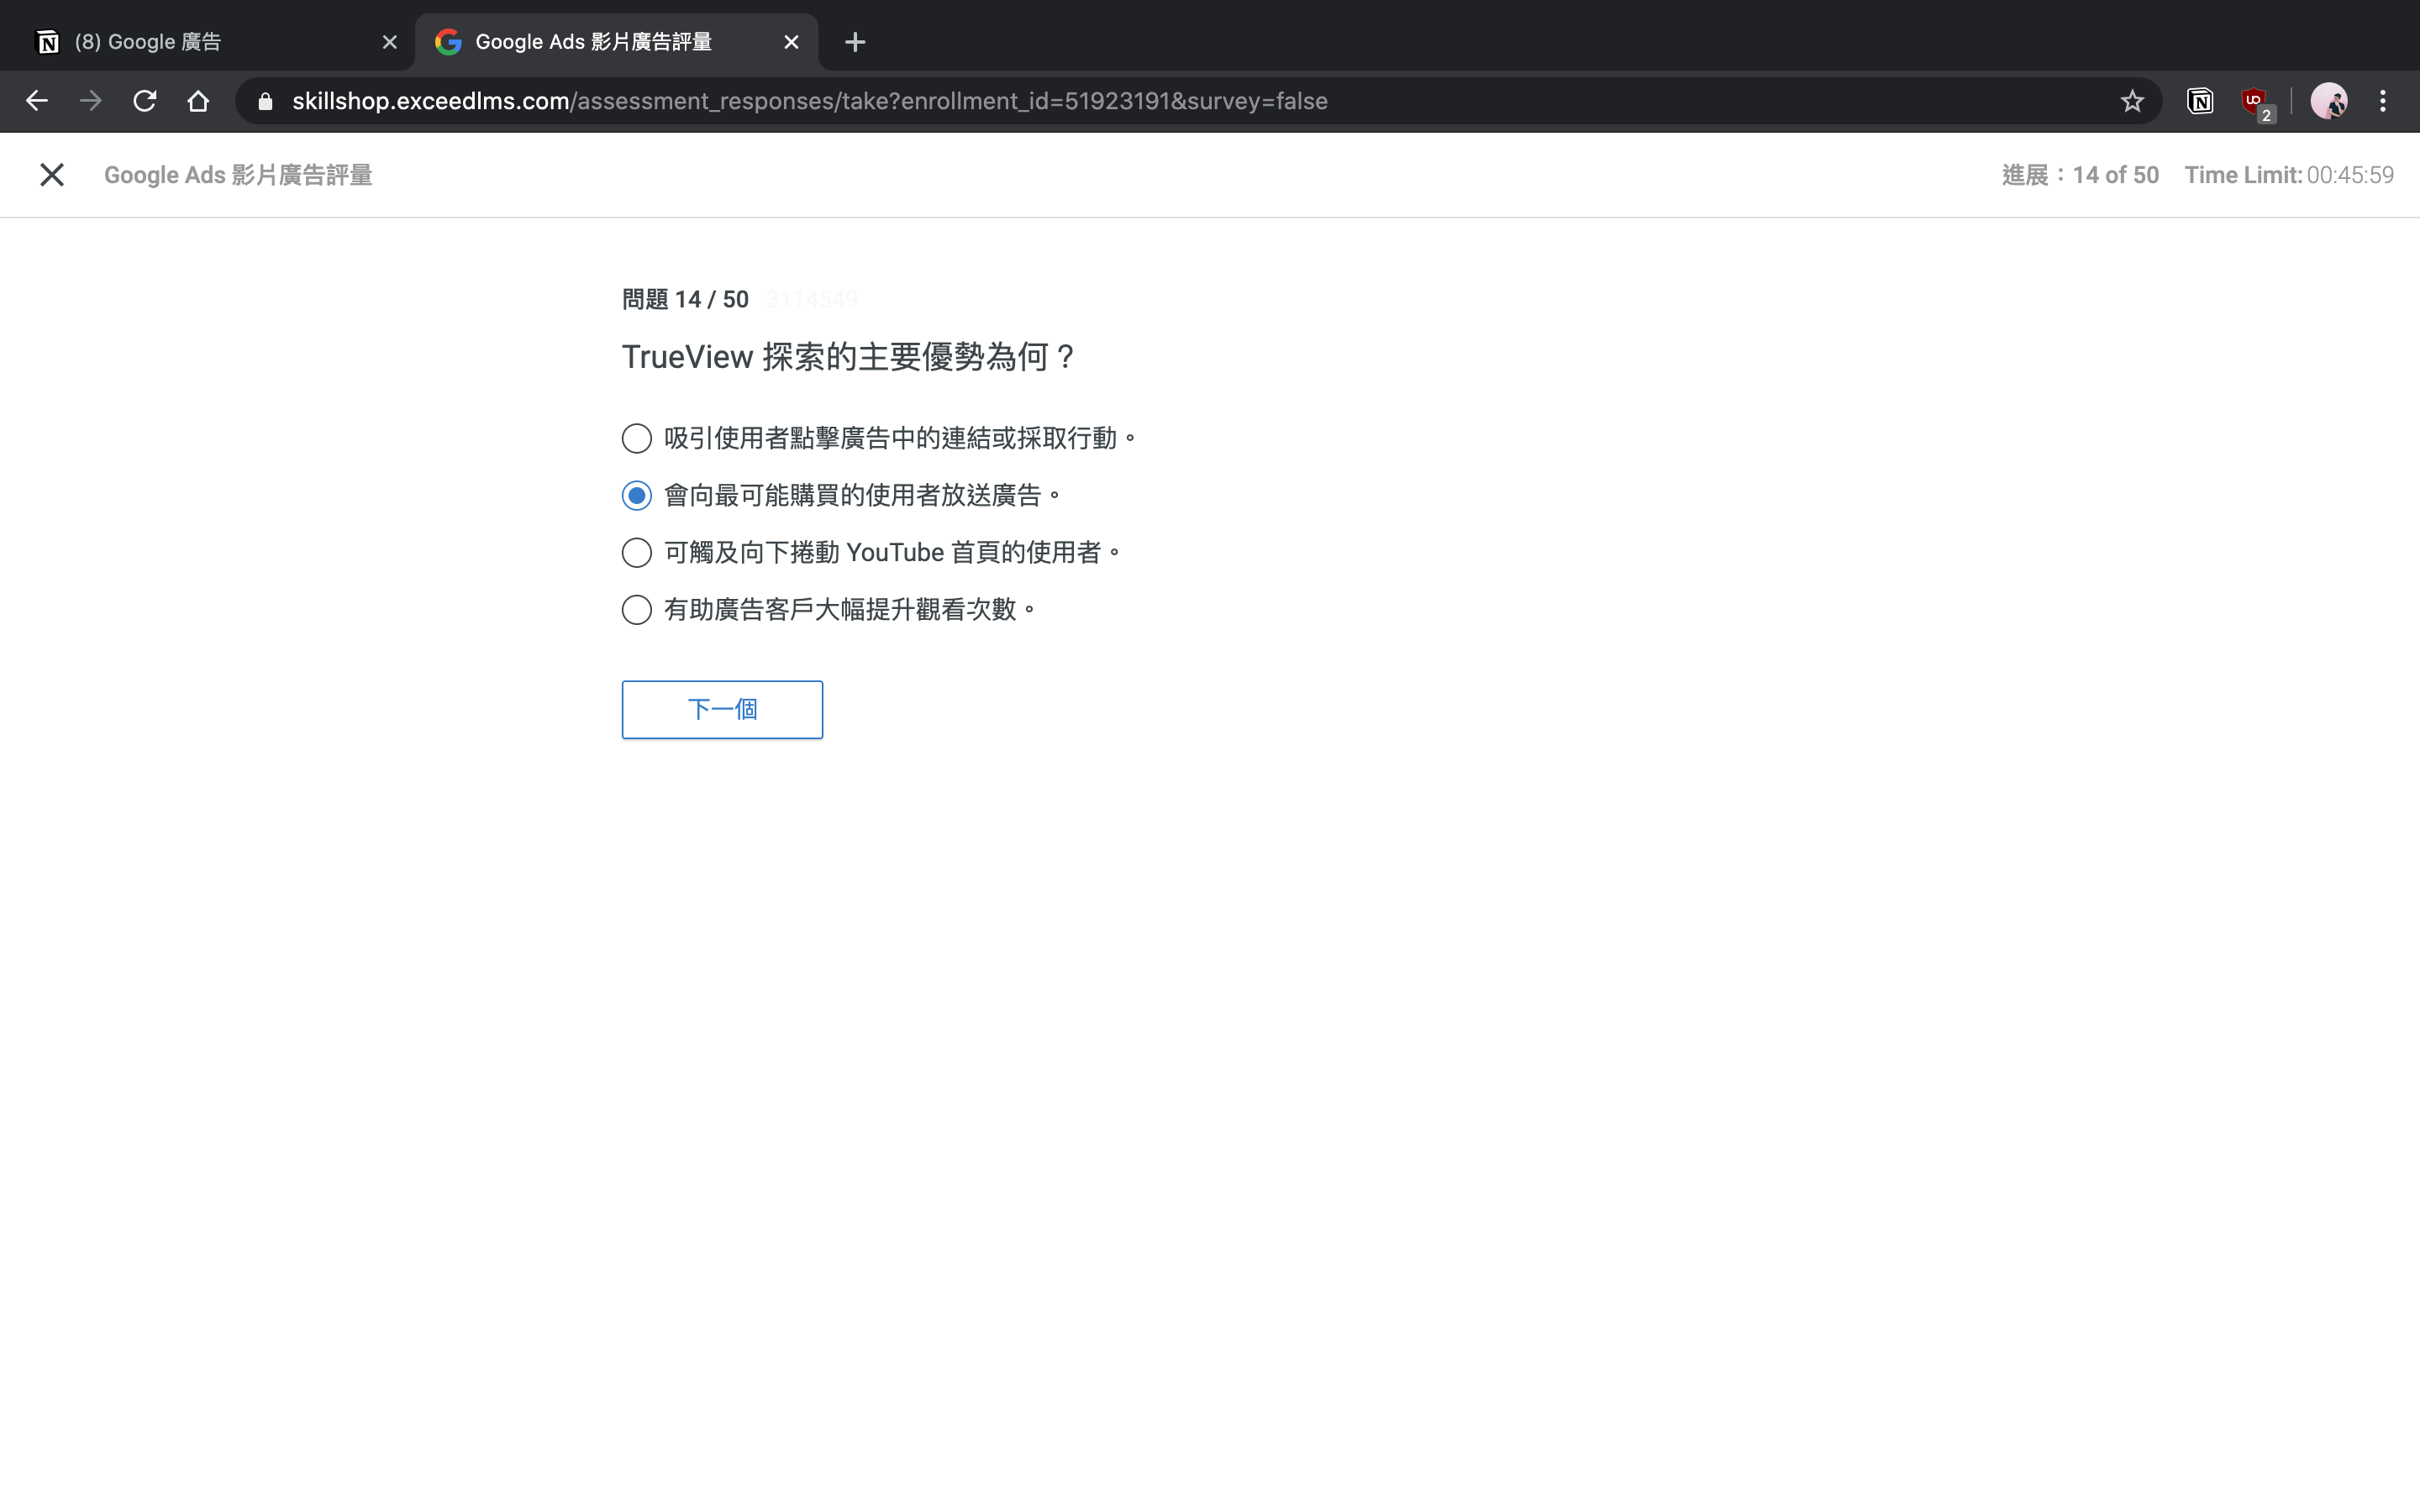 (8) Google 廣告
Google Ads 影片廣告評量
skillshop.exceedlms.com/assessment_responses/take?enrollment_id=51923191&survey=false
2
Google Ads 影片廣告評量
進展：14 of 50 Time Limit: 00:45:59
問題 14 / 50 3114549
TrueView 探索的主要優勢為何？
吸引使用者點擊廣告中的連結或採取行動。
會向最可能購買的使用者放送廣告。
可觸及向下捲動 YouTube 首頁的使用者。
有助廣告客戶大幅提升觀看次數。
下一個